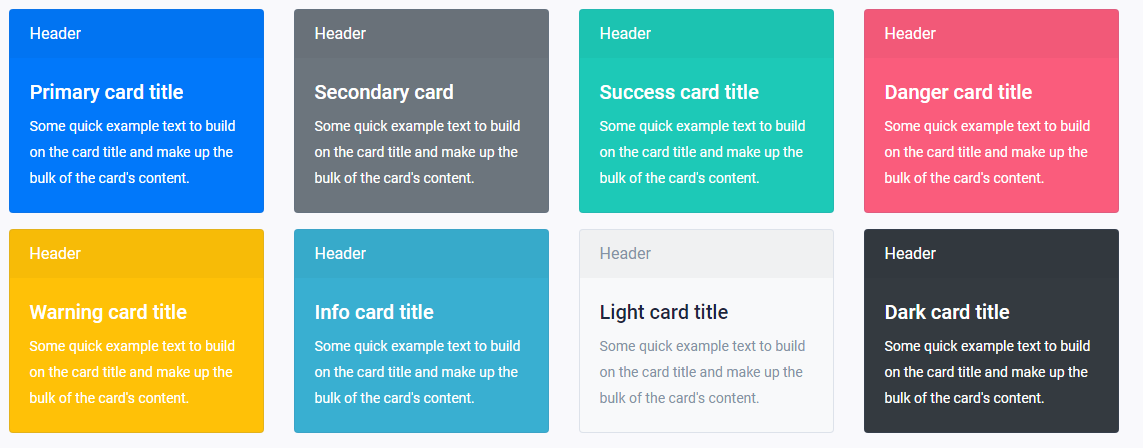 Header
Primary card title
Some quick example text to build
on the card title and make up the
bulk of the card's content.
Header
Secondary card
Some quick example text to build
on the card title and make up the
bulk of the card's content.
Header
Success card title
Some quick example text to build
on the card title and make up the
bulk of the card's content.
Header
Danger card title
Some quick example text to build
on the card title and make up the
bulk of the card's content.
Header
Warning card title
Some quick example text to build
on the card title and make up the
bulk of the card's content.
Header
Info card title
Some quick example text to build
on the card title and make up the
bulk of the card's content.
Header
Light card title
Some quick example text to build
on the card title and make up the
bulk of the card's content.
Header
Dark card title
Some quick example text to build
on the card title and make up the
bulk of the card's content.